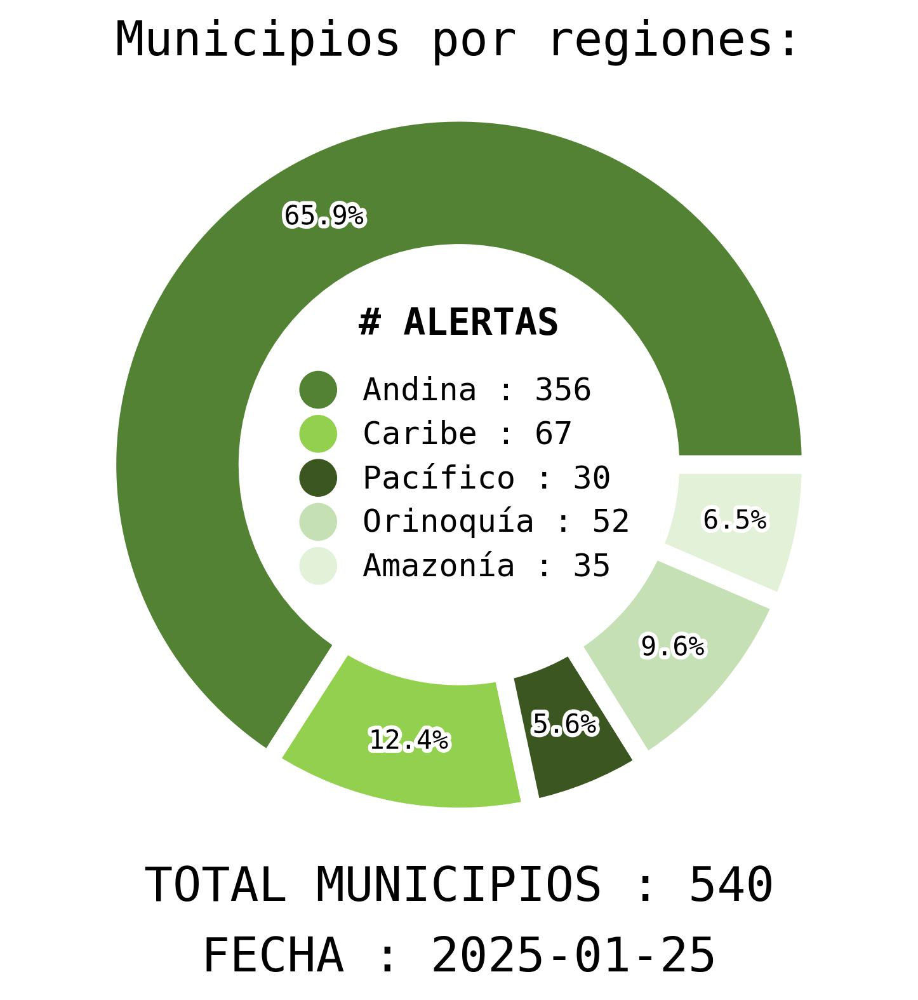 Municipios por regiones:
65.9%
# ALERTAS
Andina : 356
Caribe : 67
Pacífico : 30
Orinoquía : 52
Amazonía : 35
6.5%
9.6%
5.6%
12.4%
TOTAL MUNICIPIOS : 540
FECHA : 2025-01-25